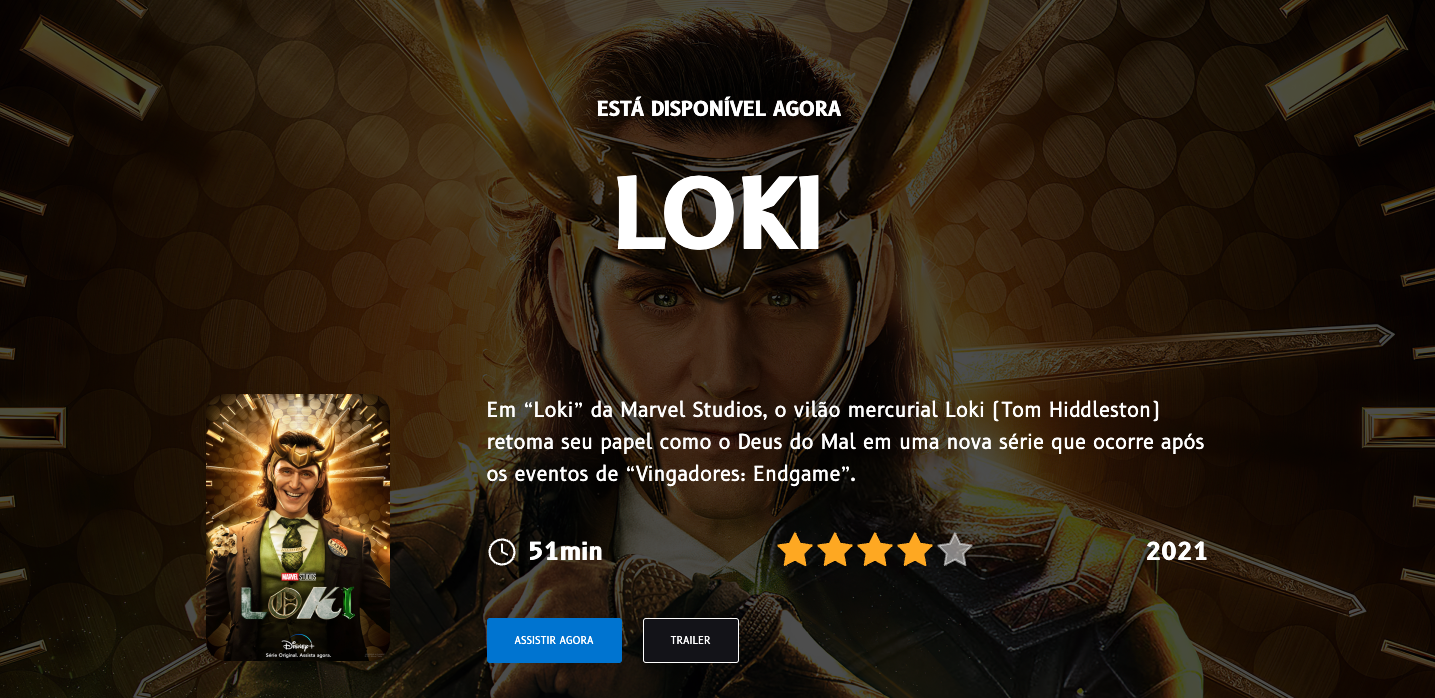 ESTÁ DISPONÍVEL AGORA
LOKI
Em “Loki” da Marvel Studios, o vilão mercurial Loki (Tom Hiddleston)
retoma seu papel como o Deus do Mal em uma nova série que ocorre após
os eventos de “Vingadores: Endgame”.
51min
2021
ASSISTIR AGORA
TRAILER
MARVEL STUDIOS
LOKI
Disney+
Série Original. Assista agora.